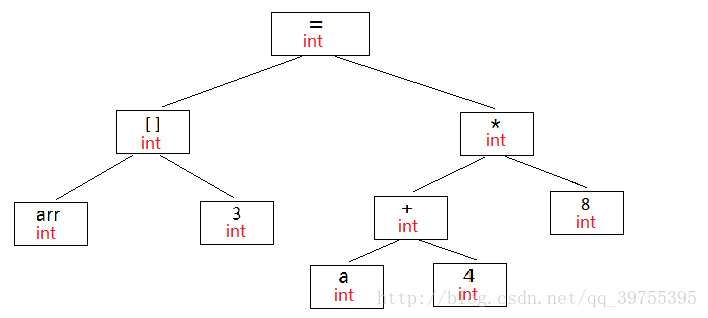 =
int
[]
int
*
int
arr
int
3
int
+
int
8
int
a
int
4
int
http://blog.csdn.net/qq_39755395